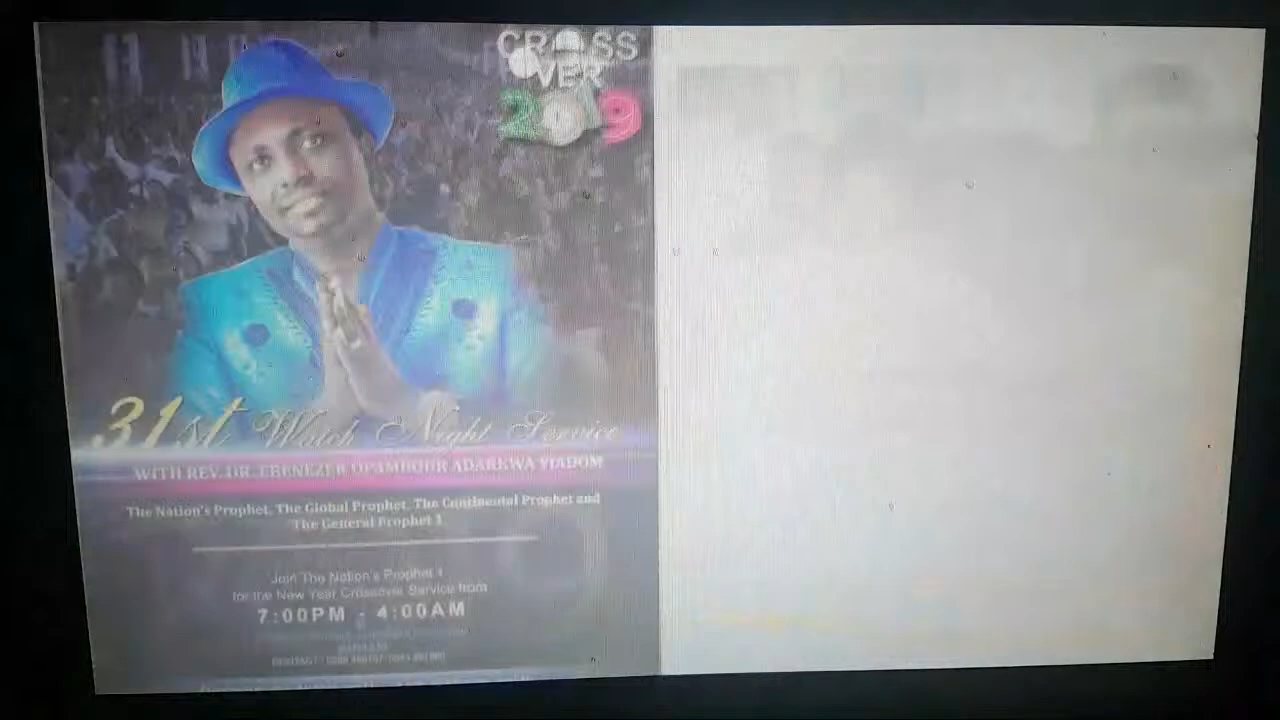 CROSS
OVER
2019
31st Watch Night Service
WITH REV. DR. EBENEZER OPAMBOUR ADARKWA YIADOM
The Nation's Prophet, The Global Prophet, The Continental Prophet and
The General Prophet 1
Join The Nation's Prophet 1
for the New Year Crossover Service from
7:00PM - 4:00AM